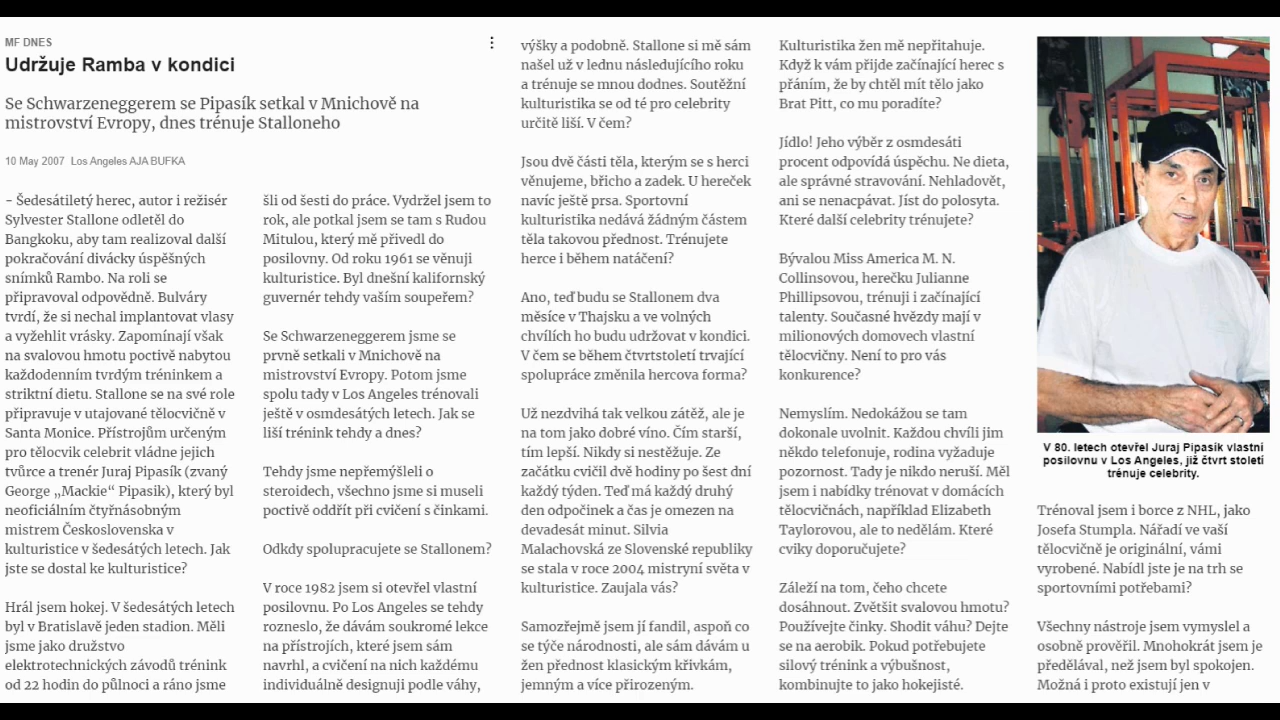 MF DNES
Udržuje Ramba v kondici
Se Schwarzeneggerem se Pipasík setkal v Mnichově na
mistrovství Evropy, dnes trénuje Stalloneho
10 May 2007 Los Angeles AJA BUFKA
- Šedesátiletý herec, autor i režisér
Sylvester Stallone odletěl do
Bangkoku, aby tam realizoval další
pokračování divácky úspěšných
snímků Rambo. Na roli se
připravoval odpovědně. Bulváry
tvrdí, že si nechal implantovat vlasy
a vyžehlit vrásky. Zapomínají však
na svalovou hmotu poctivě nabytou
každodenním tvrdým tréninkem a
striktní dietu. Stallone se na své role
připravuje v utajované tělocvičně v
Santa Monice. Přístrojům určeným
pro tělocvik celebrit vládne jejich
tvůrce a trenér Juraj Pipasík (zvaný
George „Mackie“ Pipasik), který byl
neoficiálním čtyřnásobným
mistrem Československa v
kulturistice v šedesátých letech. Jak
jste se dostal ke kulturistice?
Hrál jsem hokej. V šedesátých letech
byl v Bratislavě jeden stadion. Měli
jsme jako družstvo
elektrotechnických závodů trénink
od 22 hodin do půlnoci a ráno jsme
šli od šesti do práce. Vydržel jsem to
rok, ale potkal jsem se tam s Rudou
Mitulou, který mě přivedl do
posilovny. Od roku 1961 se věnuji
kulturistice. Byl dnešní kalifornský
guvernér tehdy vaším soupeřem?
Se Schwarzeneggerem jsme se
prvně setkali v Mnichově na
mistrovství Evropy. Potom jsme
spolu tady v Los Angeles trénovali
ještě v osmdesátých letech. Jak se
liší trénink tehdy a dnes?
Tehdy jsme nepřemýšleli o
steroidech, všechno jsme si museli
poctivě oddřít při cvičení s činkami.
Odkdy spolupracujete se Stallonem?
V roce 1982 jsem si otevřel vlastní
posilovnu. Po Los Angeles se tehdy
rozneslo, že dávám soukromé lekce
na přístrojích, které jsem sám
navrhl, a cvičení na nich každému
individuálně designuji podle váhy,
výšky a podobně. Stallone si mě sám
našel už v lednu následujícího roku
a trénuje se mnou dodnes. Soutěžní
kulturistika se od té pro celebrity
určitě liší. V čem?
Jsou dvě části těla, kterým se s herci
věnujeme, břicho a zadek. U hereček
navíc ještě prsa. Sportovní
kulturistika nedává žádným částem
těla takovou přednost. Trénujete
herce i během natáčení?
Ano, teď budu se Stallonem dva
měsíce v Thajsku a ve volných
chvílích ho budu udržovat v kondici.
V čem se během čtvrtstoletí trvající
spolupráce změnila hercova forma?
Už nezdvihá tak velkou zátěž, ale je
na tom jako dobré víno. Čím starší,
tím lepší. Nikdy si nestěžuje. Ze
začátku cvičil dvě hodiny po šest dní
každý týden. Teď má každý druhý
den odpočinek a čas je omezen na
devadesát minut. Silvia
Malachovská ze Slovenské republiky
se stala v roce 2004 mistryní světa v
kulturistice. Zaujala vás?
Samozřejmě jsem jí fandil, aspoň co
se týče národnosti, ale sám dávám u
žen přednost klasickým křivkám,
jemným a více přirozeným.
Kulturistika žen mě nepřitahuje.
Když k vám přijde začínající herec s
přáním, že by chtěl mít tělo jako
Brat Pitt, co mu poradíte?
Jídlo! Jeho výběr z osmdesáti
procent odpovídá úspěchu. Ne dieta,
ale správné stravování. Nehladovět,
ani se nenacpávat. Jíst do polosyta.
Které další celebrity trénujete?
Bývalou Miss America M. N.
Collinsovou, herečku Julianne
Phillipsovou, trénuji i začínající
talenty. Současné hvězdy mají v
milionových domovech vlastní
tělocvičny. Není to pro vás
konkurence?
Nemyslím. Nedokážou se tam
dokonale uvolnit. Každou chvíli jim
někdo telefonuje, rodina vyžaduje
pozornost. Tady je nikdo neruší. Měl
jsem i nabídky trénovat v domácích
tělocvičnách, například Elizabeth
Taylorovou, ale to nedělám. Které
cviky doporučujete?
Záleží na tom, čeho chcete
dosáhnout. Zvětšit svalovou hmotu?
Používejte činky. Shodit váhu? Dejte
se na aerobik. Pokud potřebujete
silový trénink a výbušnost,
kombinujte to jako hokejisté.
V 80. letech otevřel Juraj Pipasík vlastní
posilovnu v Los Angeles, již čtvrt století
trénuje celebrity.
Trénoval jsem i borce z NHL, jako
Josefa Stumpla. Nářadí ve vaší
tělocvičně je originální, vámi
vyrobené. Nabídl jste je na trh se
sportovními potřebami?
Všechny nástroje jsem vymyslel a
osobně prověřil. Mnohokrát jsem je
předělával, než jsem byl spokojen.
Možná i proto existují jen v